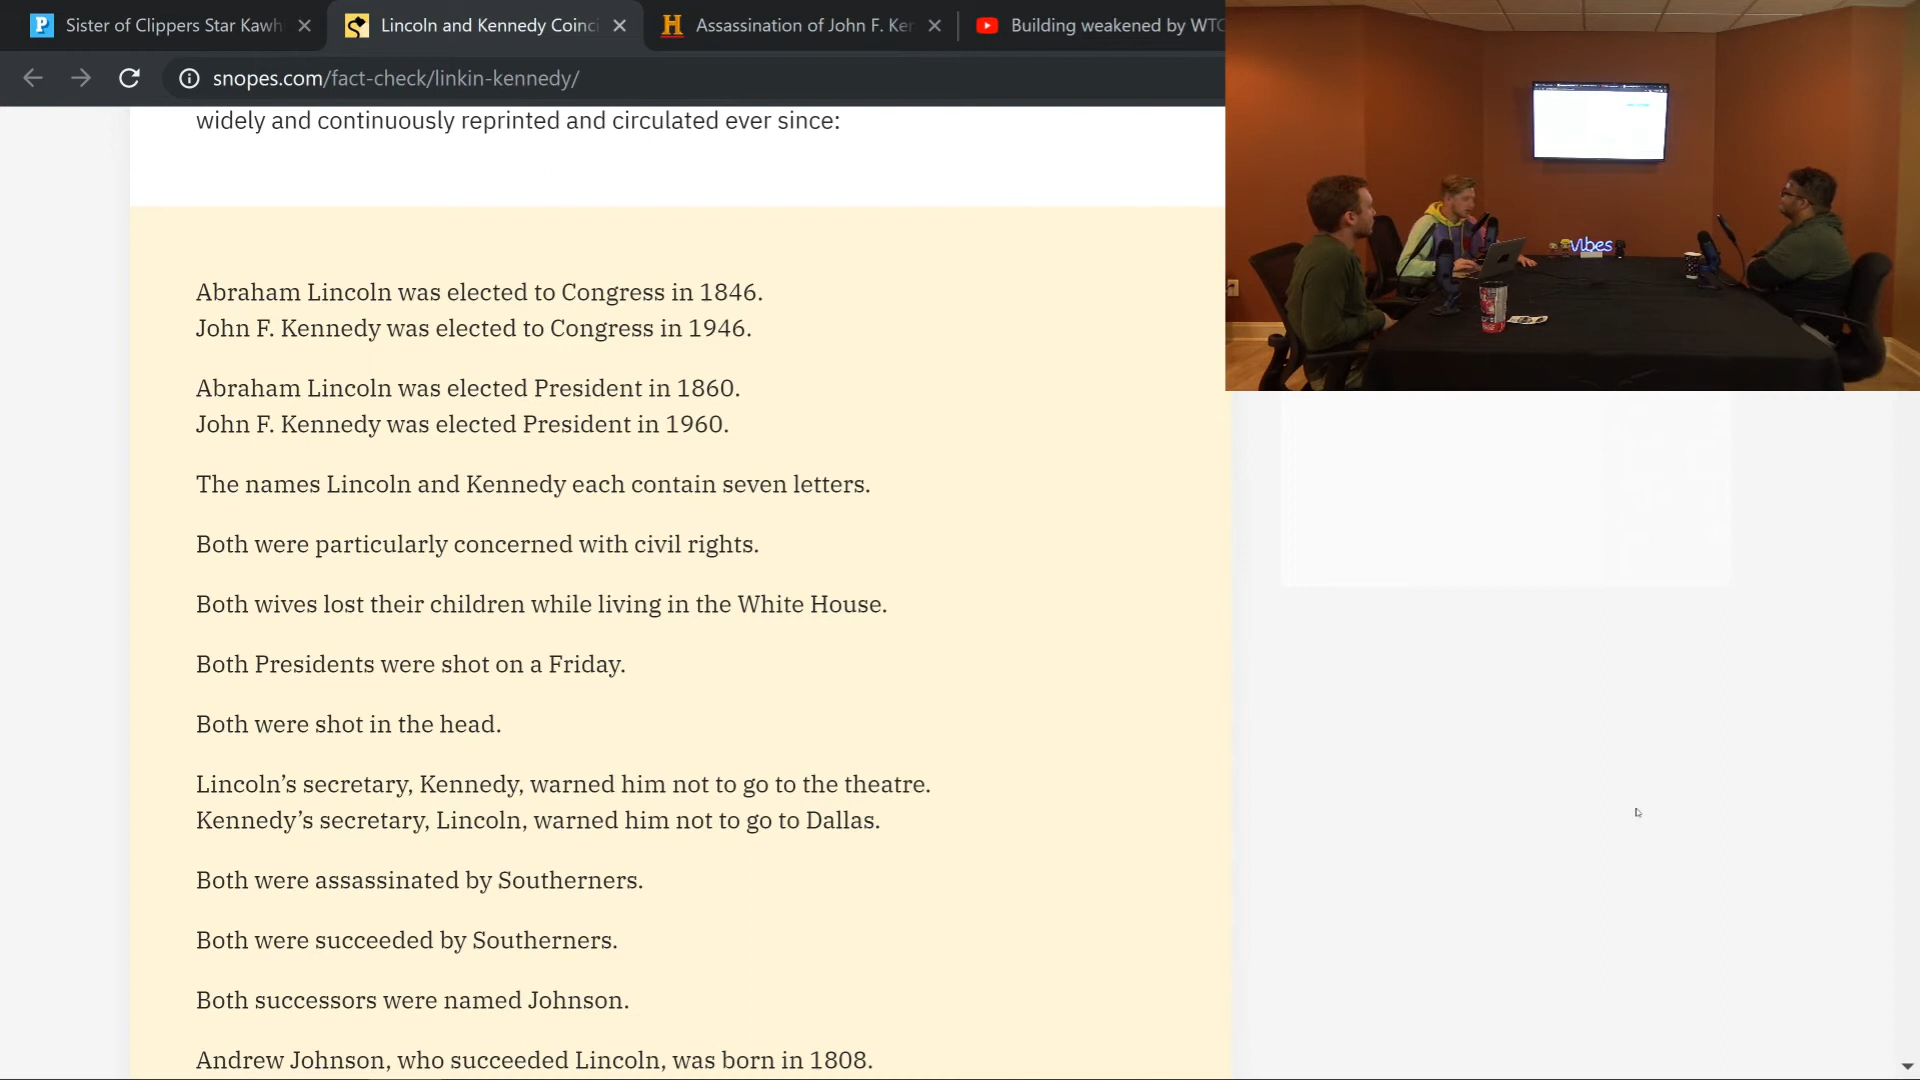 Sister of Clippers Star Kawh
Lincoln and Kennedy Coinci
Assassination of John F. Ken
Building weakened by WTC
snopes.com/fact-check/linkin-kennedy/
widely and continuously reprinted and circulated ever since:
Abraham Lincoln was elected to Congress in 1846.
John F. Kennedy was elected to Congress in 1946.
Abraham Lincoln was elected President in 1860.
John F. Kennedy was elected President in 1960.
The names Lincoln and Kennedy each contain seven letters.
Both were particularly concerned with civil rights.
Both wives lost their children while living in the White House.
Both Presidents were shot on a Friday.
Both were shot in the head.
Lincoln’s secretary, Kennedy, warned him not to go to the theatre.
Kennedy’s secretary, Lincoln, warned him not to go to Dallas.
Both were assassinated by Southerners.
Both were succeeded by Southerners.
Both successors were named Johnson.
Andrew Johnson, who succeeded Lincoln, was born in 1808.
Vibes